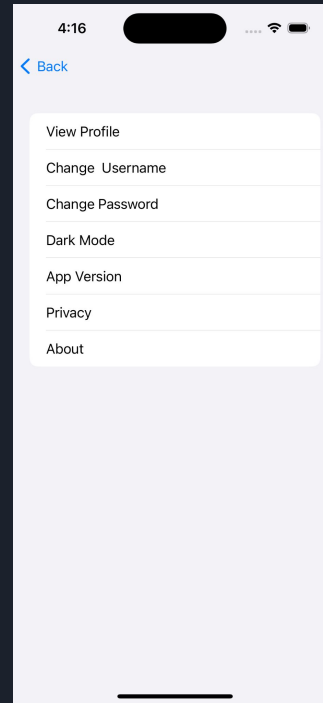 4:16
Back
View Profile
Change  Username
Change Password
Dark Mode
App Version
Privacy
About